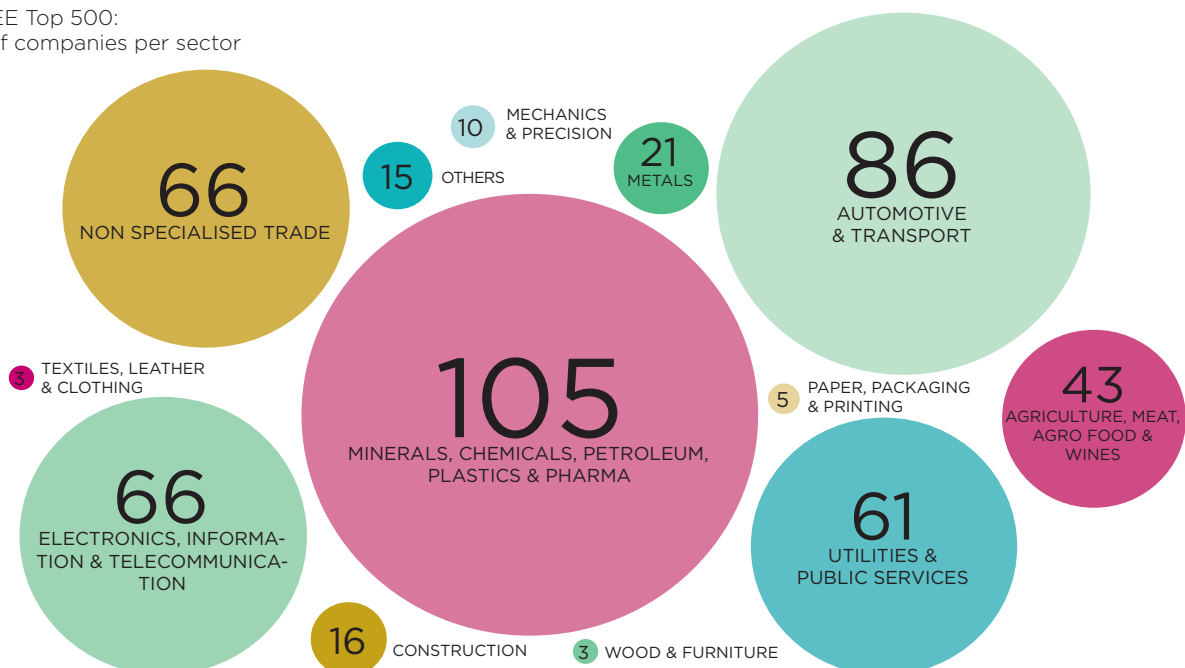 EE Top 500:
f companies per sector
66
NON SPECIALISED TRADE
15
OTHERS
10
MECHANICS
& PRECISION
21
METALS
86
AUTOMOTIVE
& TRANSPORT
3
TEXTILES, LEATHER
& CLOTHING
105
MINERALS, CHEMICALS, PETROLEUM,
PLASTICS & PHARMA
5
PAPER, PACKAGING
& PRINTING
43
AGRICULTURE, MEAT,
AGRO FOOD &
WINES
66
ELECTRONICS, INFORMA-
TION & TELECOMMUNICA-
TION
61
UTILITIES &
PUBLIC SERVICES
16
CONSTRUCTION
3
WOOD & FURNITURE